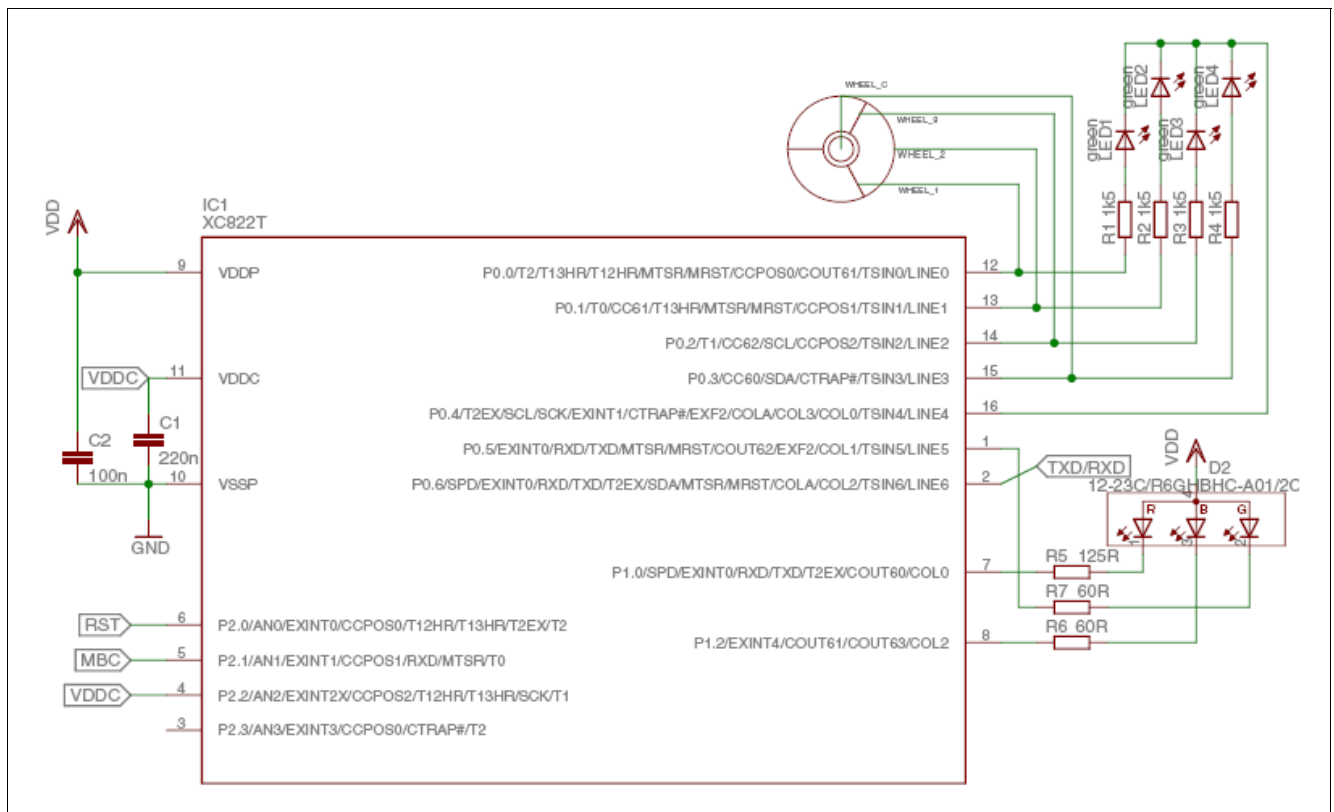 WHEEL_C
WHEEL_3
WHEEL_2
WHEEL_1
green
LED1
green
LED2
green
LED3
green
LED4
R1 1k5
R2 1k5
R3 1k5
R4 1k5
IC1
XC822T
VDD
9 VDDP
VDDC 11 VDDC
C1
220n
C2
100n
10 VSSP
GND
RST 6 P2.0/AN0/EXINT0/CCPOS0/T12HR/T13HR/T2EX/T2
MBC 5 P2.1/AN1/EXINT1/CCPOS1/RXD/MTSR/T0
VDDC 4 P2.2/AN2/EXINT2X/CCPOS2/T12HR/T13HR/SCK/T1
3 P2.3/AN3/EXINT3/CCPOS0/CTRAP#/T2
P0.0/T2/T13HR/T12HR/MTSR/MRST/CCPOS0/COUT61/TSIN0/LINE0 12
P0.1/T0/CC61/T13HR/MTSR/MRST/CCPOS1/TSIN1/LINE1 13
P0.2/T1/CC62/SCL/CCPOS2/TSIN2/LINE2 14
P0.3/CC60/SDA/CTRAP#/TSIN3/LINE3 15
P0.4/T2EX/SCL/SCK/EXINT1/CTRAP#/EXF2/COLA/COL3/COL0/TSIN4/LINE4 16
P0.5/EXINT0/RXD/TXD/MTSR/MRST/COUT62/EXF2/COL1/TSIN5/LINE5 1
P0.6/SPD/EXINT0/RXD/TXD/T2EX/SDA/MTSR/MRST/COLA/COL2/TSIN6/LINE6 2
TXD/RXD
P1.0/SPD/EXINT0/RXD/TXD/T2EX/COUT60/COL0 7
P1.2/EXINT4/COUT61/COUT63/COL2 8
VDD
D2
12-23C/R6GHBHC-A01/2C
4
R B G
1 3 2
R5 125R
R7 60R
R6 60R